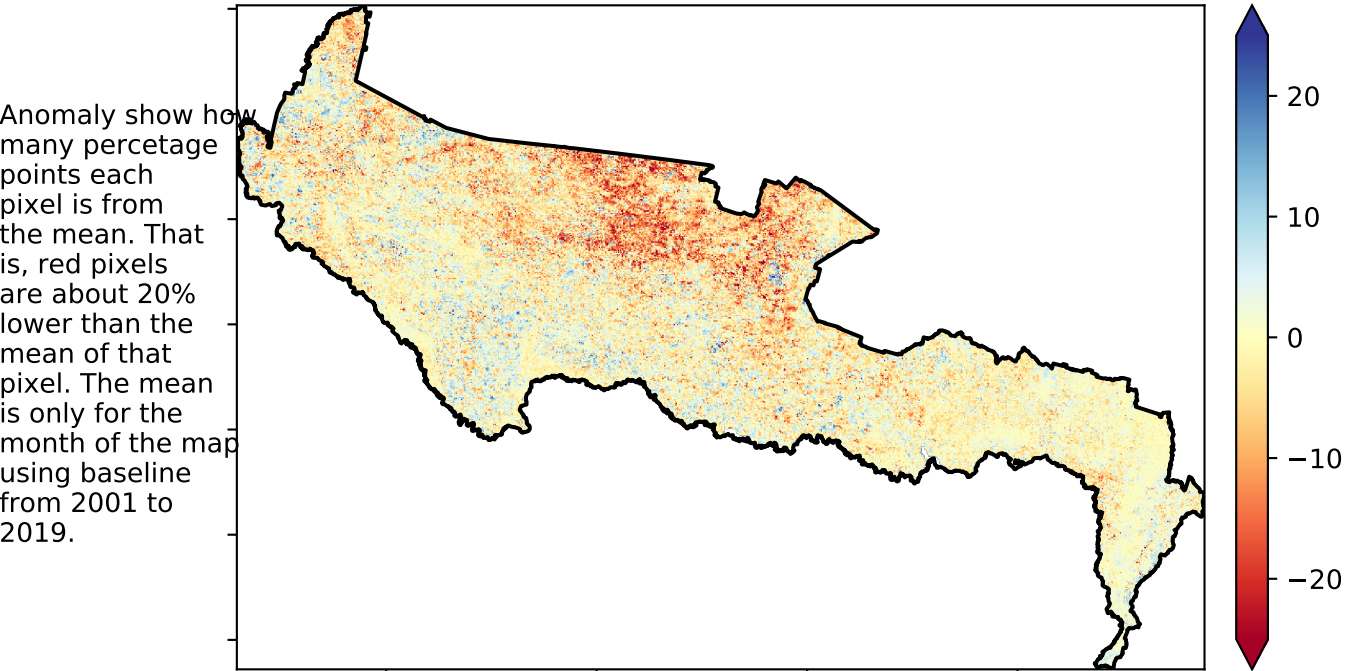 Anomaly show how
many percetage
points each
pixel is from
the mean. That
is, red pixels
are about 20%
lower than the
mean of that
pixel. The mean
is only for the
month of the map
using baseline
from 2001 to
2019.
20
10
0
−10
−20